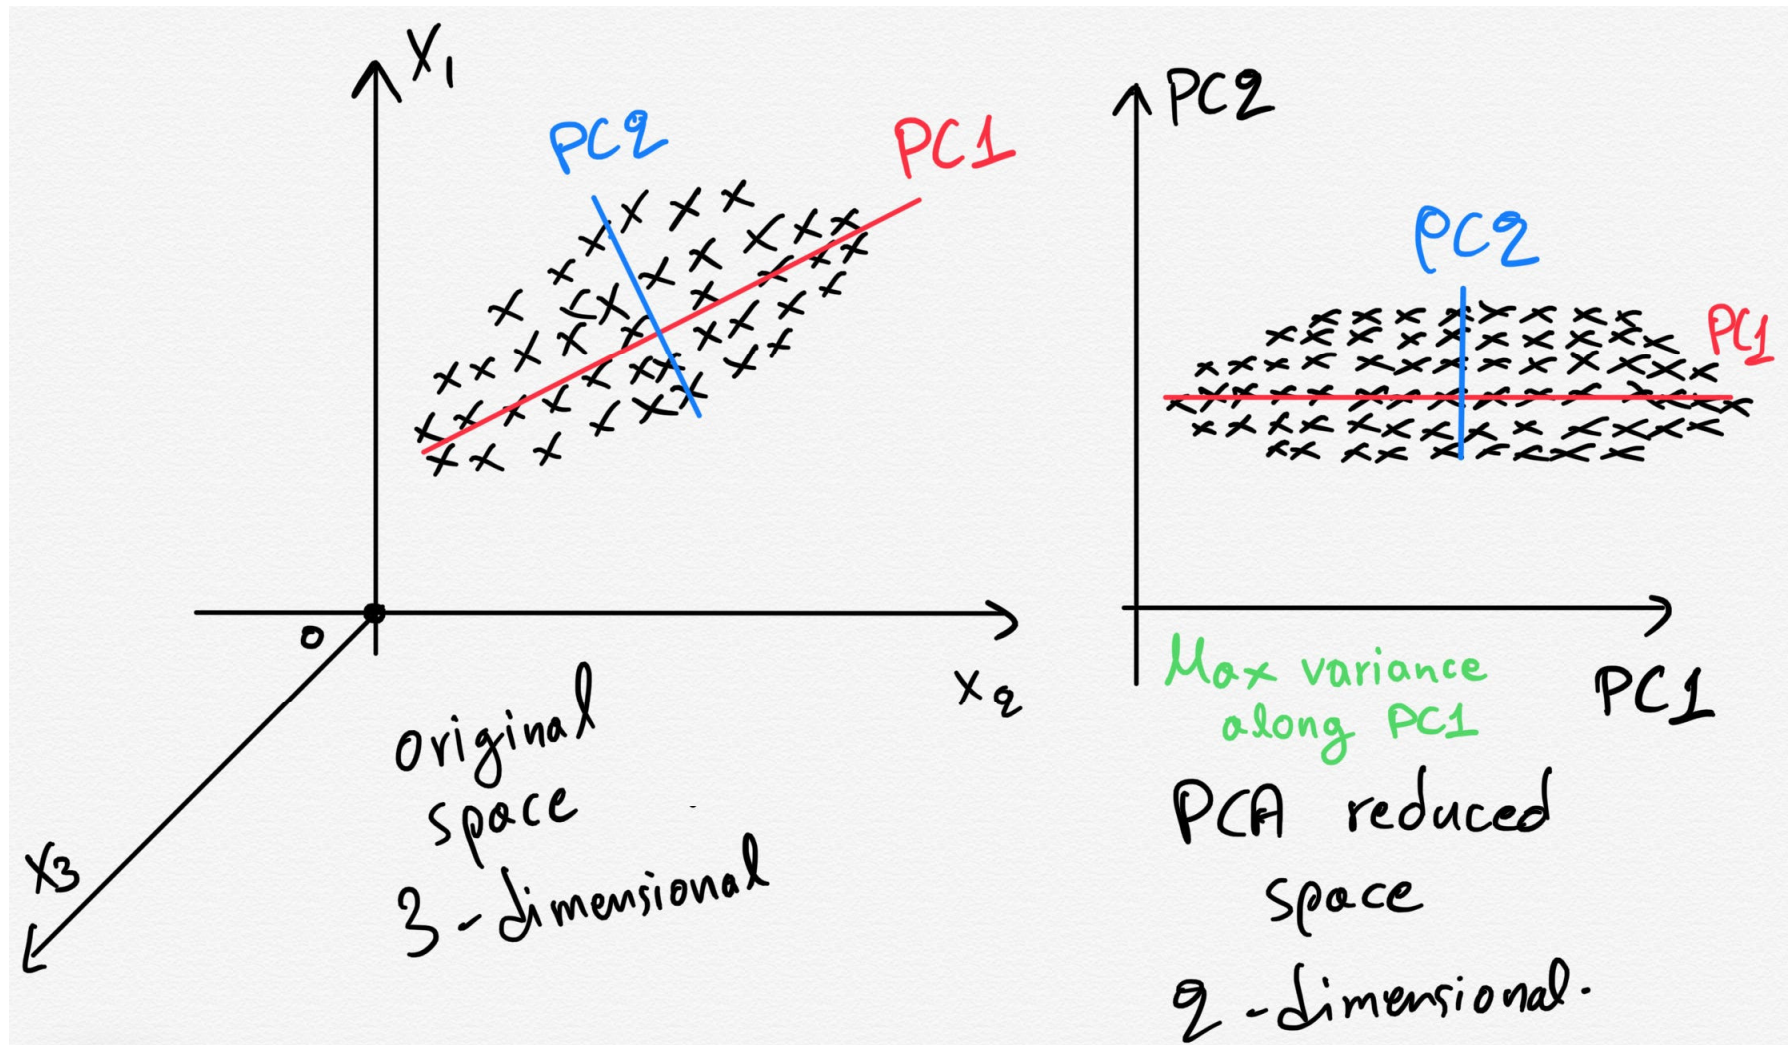 X1
PC2
PC1
0
X2
X3
original
space
3-dimensional
PC2
PC2
PC1
PC1
Max variance
along PC1
PCA reduced
space
2-dimensional.